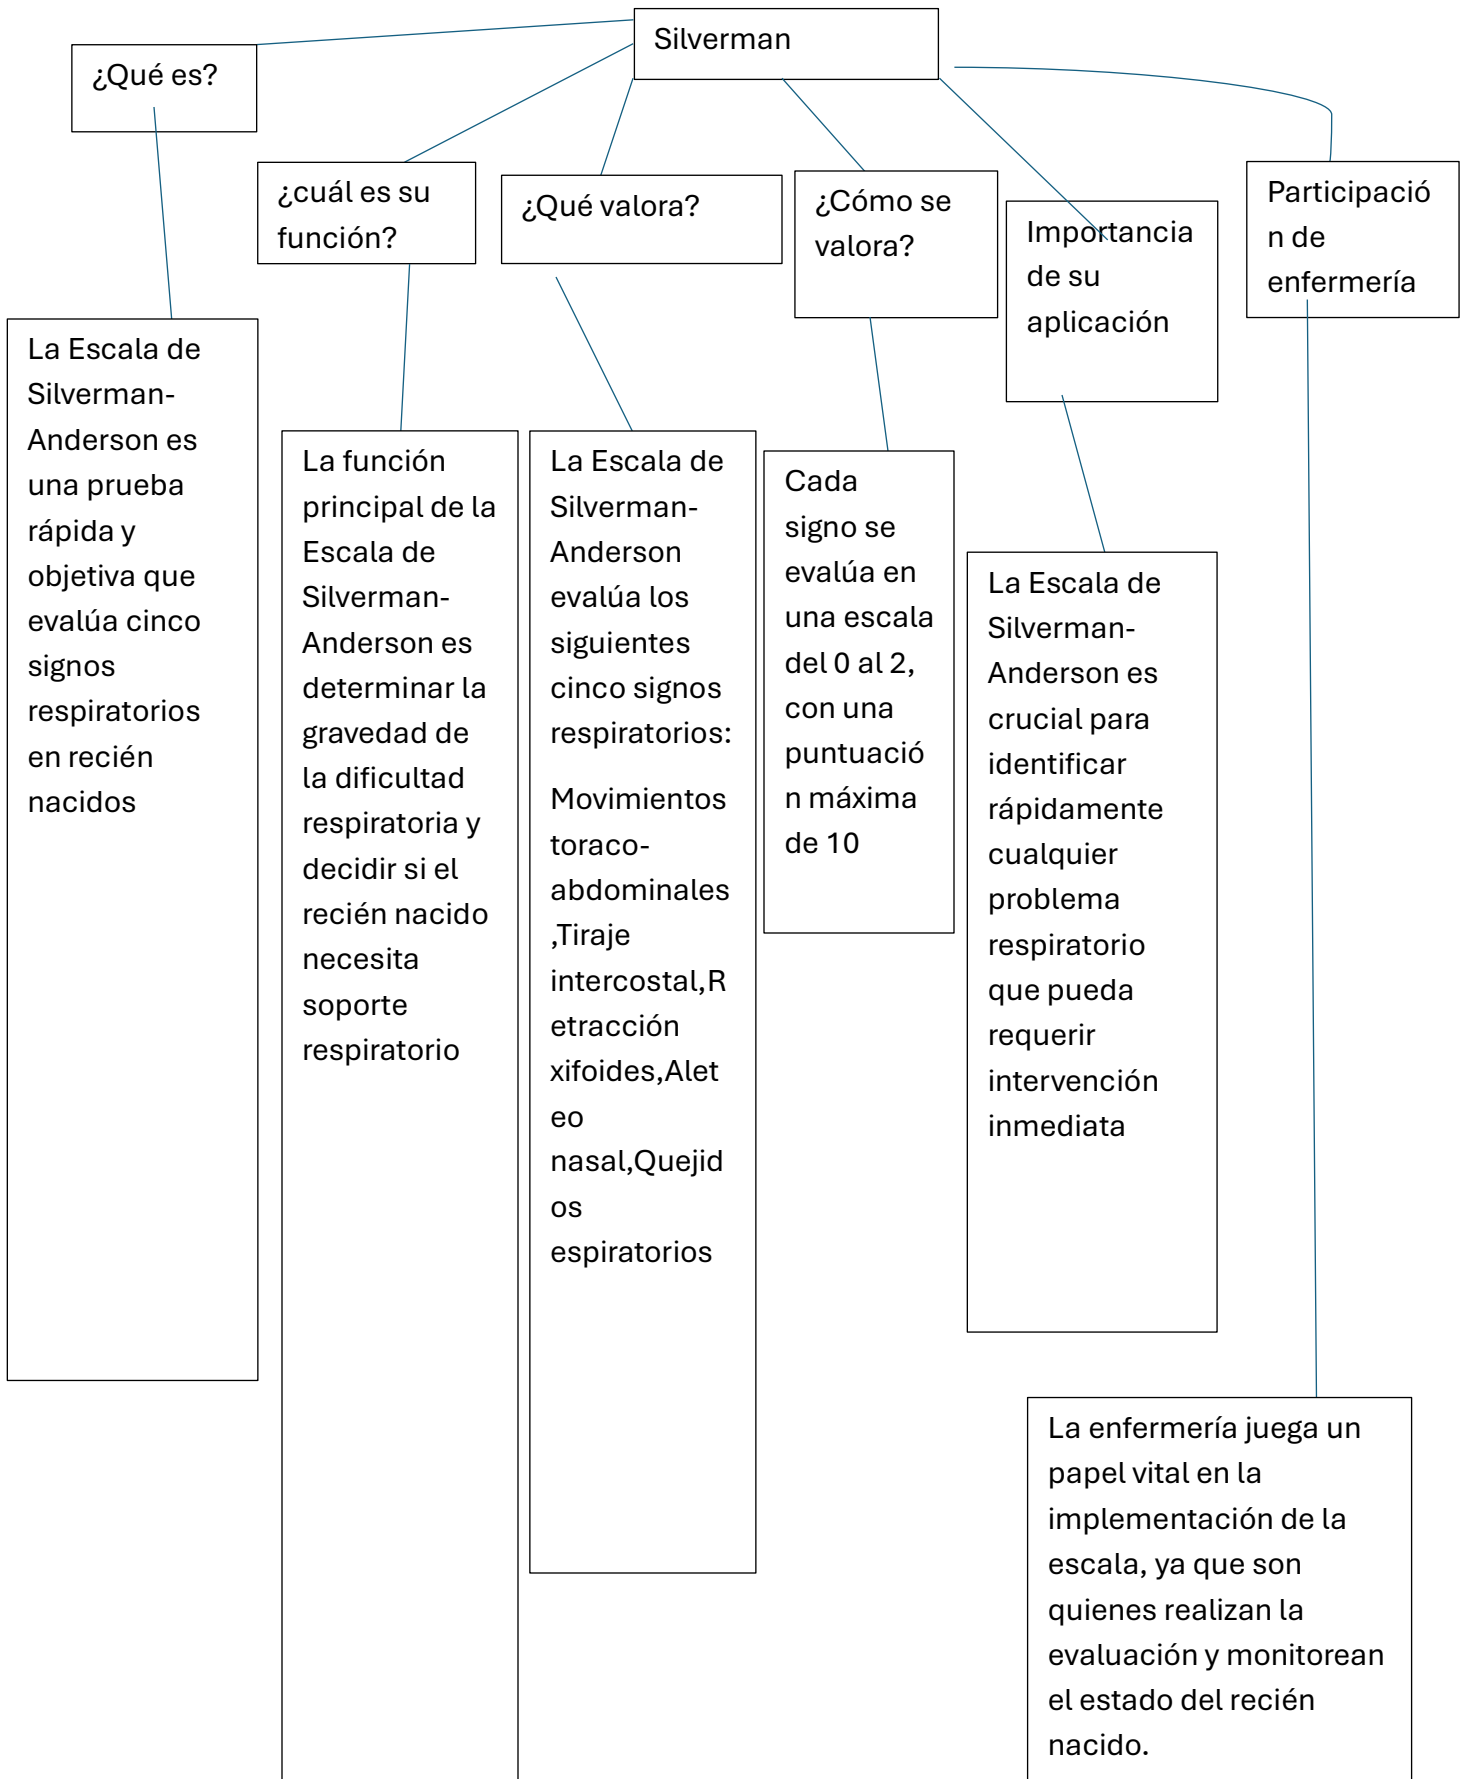 Silverman
¿Qué es?
¿cuál es su
función?
¿Qué valora?
¿Cómo se
valora?
Importancia
de su
aplicación
Participació
n de
enfermería
La Escala de
Silverman-
Anderson es
una prueba
rápida y
objetiva que
evalúa cinco
signos
respiratorios
en recién
nacidos
La función
principal de la
Escala de
Silverman-
Anderson es
determinar la
gravedad de
la dificultad
respiratoria y
decidir si el
recién nacido
necesita
soporte
respiratorio
La Escala de
Silverman-
Anderson
evalúa los
siguientes
cinco signos
respiratorios:
Movimientos
toraco-
abdominales
,Tiraje
intercostal,R
etracción
xifoides,Alet
eo
nasal,Quejid
os
espiratorios
Cada
signo se
evalúa en
una escala
del 0 al 2,
con una
puntuació
n máxima
de 10
La Escala de
Silverman-
Anderson es
crucial para
identificar
rápidamente
cualquier
problema
respiratorio
que pueda
requerir
intervención
inmediata
La enfermería juega un
papel vital en la
implementación de la
escala, ya que son
quienes realizan la
evaluación y monitorean
el estado del recién
nacido.